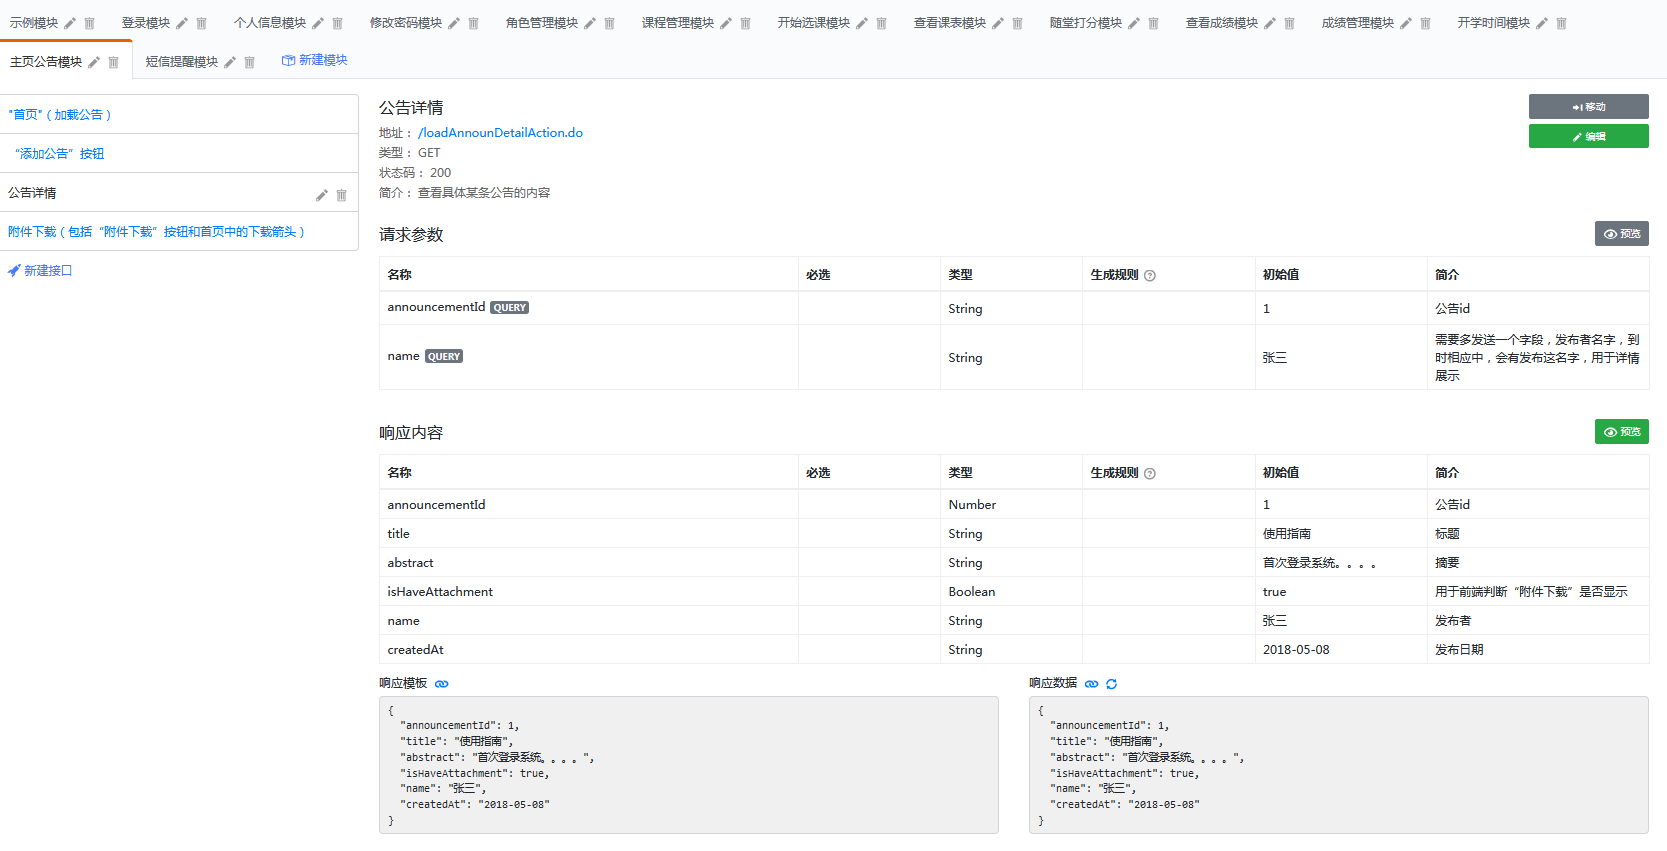 示例模块 登录模块 个人信息模块 修改密码模块 角色管理模块 课程管理模块 开始选课模块 查看课表模块 随堂打分模块 查看成绩模块 成绩管理模块 开学时间模块
主页公告模块 短信提醒模块 新建模块
"首页" ( 加载公告 )
“添加公告” 按钮
公告详情
附件下载 ( 包括 “附件下载” 按钮和首页中的下载箭头 )
新建接口
公告详情
移动
地址： /loadAnnounDetailAction.do
编辑
类型： GET
状态码： 200
简介： 查看具体某条公告的内容
请求参数
预览
名称 必选 类型 生成规则 初始值 简介
announcementId QUERY String 1 公告id
name QUERY String 张三 需要多发送一个字段，发布者名字，到
时相应中，会有发布这名字，用于详情
展示
响应内容
预览
名称 必选 类型 生成规则 初始值 简介
announcementId Number 1 公告id
title String 使用指南 标题
abstract String 首次登录系统。。。。 摘要
isHaveAttachment Boolean true 用于前端判断 “附件下载” 是否显示
name String 张三 发布者
createdAt String 2018-05-08 发布日期
响应模板
{
"announcementId": 1,
"title": "使用指南",
"abstract": "首次登录系统。。。。",
"isHaveAttachment": true,
"name": "张三",
"createdAt": "2018-05-08"
}
响应数据
{
"announcementId": 1,
"title": "使用指南",
"abstract": "首次登录系统。。。。",
"isHaveAttachment": true,
"name": "张三",
"createdAt": "2018-05-08"
}